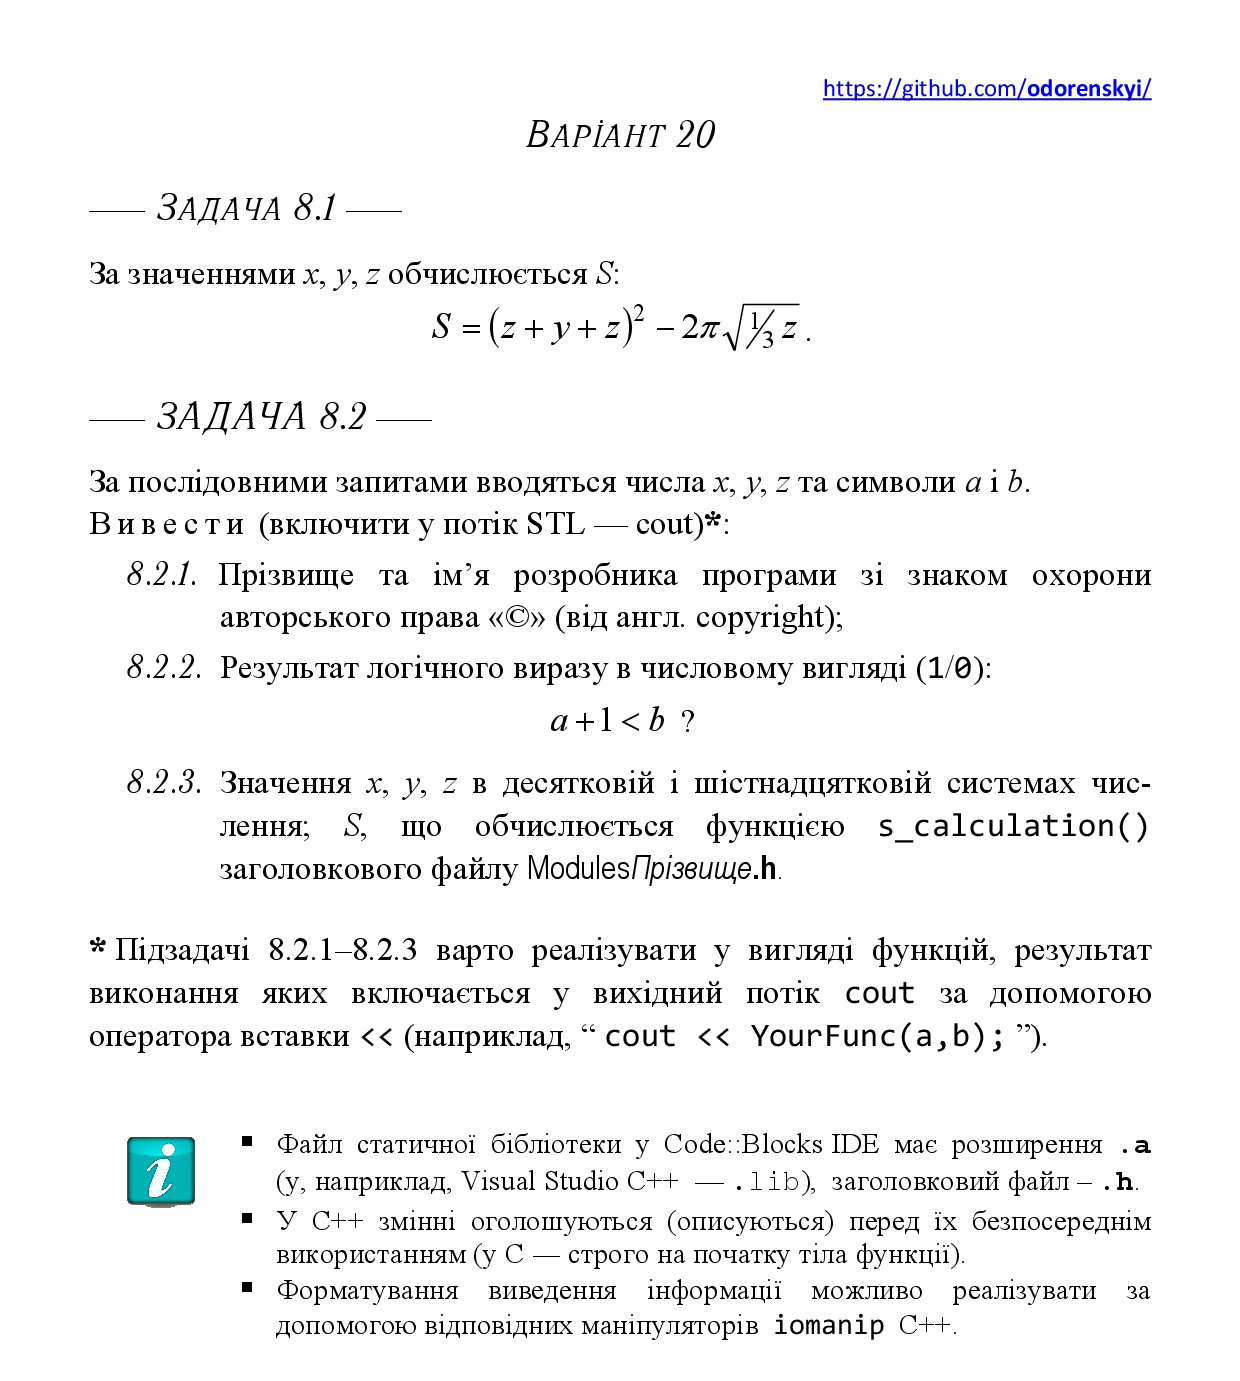 https://github.com/odorenskyi/
ВАРІАНТ 20
—— ЗАДАЧА 8.1 ——
За значеннями x, y, z обчислюється S:
S = (z + y + z)² − 2π√(⅓ z) .
—— ЗАДАЧА 8.2 ——
За послідовними запитами вводяться числа x, y, z та символи a і b.
Вивести (включити у потік STL — cout)*:
8.2.1. Прізвище та ім’я розробника програми зі знаком охорони
авторського права «©» (від англ. copyright);
8.2.2. Результат логічного виразу в числовому вигляді (1/0):
a + 1 < b ?
8.2.3. Значення x, y, z в десятковій і шістнадцятковій системах чис-
лення; S, що обчислюється функцією s_calculation()
заголовкового файлу ModulesПрізвище.h.
* Підзадачі 8.2.1–8.2.3 варто реалізувати у вигляді функцій, результат
виконання яких включається у вихідний потік cout за допомогою
оператора вставки << (наприклад, “ cout << YourFunc(a,b); ”).
i
▪ Файл статичної бібліотеки у Code::Blocks IDE має розширення .a
(у, наприклад, Visual Studio C++ — .lib), заголовковий файл – .h.
▪ У C++ змінні оголошуються (описуються) перед їх безпосереднім
використанням (у C — строго на початку тіла функції).
▪ Форматування виведення інформації можливо реалізувати за
допомогою відповідних маніпуляторів iomanip C++.